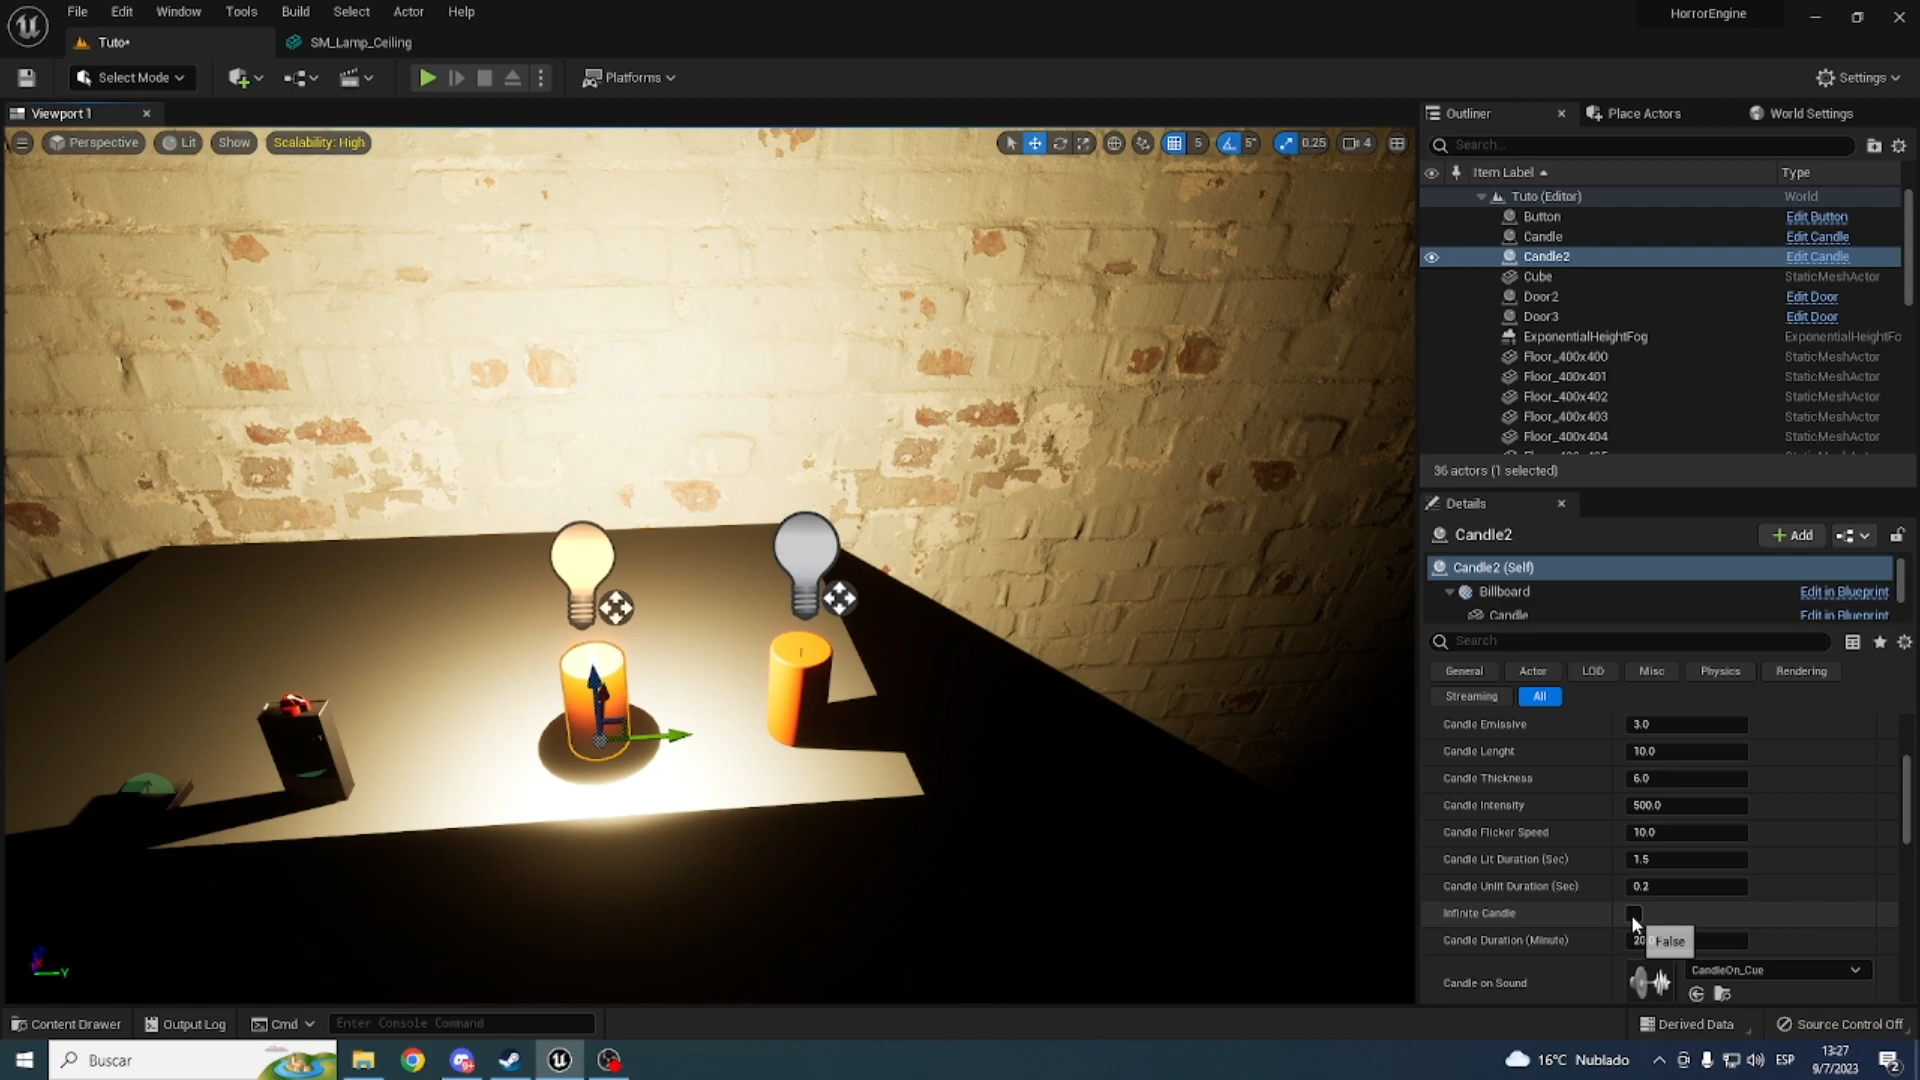 File Edit Window Tools Build Select Actor Help
HorrorEngine
Tuto*
SM_Lamp_Ceiling
Select Mode
Platforms
Settings
Viewport 1
Outliner
Place Actors
World Settings
Perspective
Lit
Show
Scalability: High
5
5°
0.25
4
Search...
Item Label
Type
Tuto (Editor) World
Button Edit Button
Candle Edit Candle
Candle2 Edit Candle
Cube StaticMeshActor
Door2 Edit Door
Door3 Edit Door
ExponentialHeightFog ExponentialHeightFo
Floor_400x400 StaticMeshActor
Floor_400x401 StaticMeshActor
Floor_400x402 StaticMeshActor
Floor_400x403 StaticMeshActor
Floor_400x404 StaticMeshActor
36 actors (1 selected)
Details
Candle2
Add
Candle2 (Self)
Billboard Edit in Blueprint
Candle Edit in Blueprint
Search
General Actor LOD Misc Physics Rendering
Streaming All
Candle Emissive 3.0
Candle Lenght 10.0
Candle Thickness 6.0
Candle Intensity 500.0
Candle Flicker Speed 10.0
Candle Lit Duration (Sec) 1.5
Candle Unlit Duration (Sec) 0.2
Infinite Candle
Candle Duration (Minute) 20
False
Candle on Sound CandleOn_Cue
Content Drawer
Output Log
Cmd
Enter Console Command
Derived Data
Source Control Off
Buscar
16°C Nublado
ESP
13:27
9/7/2023
2
Y